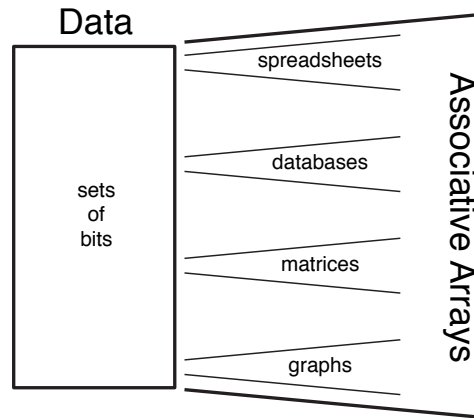 Data
sets
of
bits
spreadsheets
databases
matrices
graphs
Associative Arrays